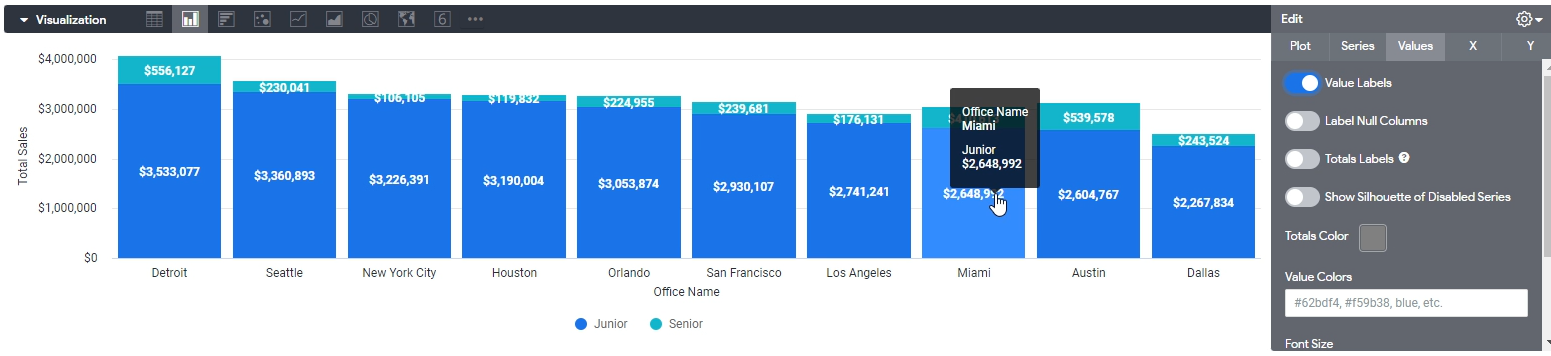 Visualization
6
Edit
Plot Series Values X Y
$4,000,000
$3,000,000
$2,000,000
$1,000,000
$0
Total Sales
$556,127
$230,041
$106,105
$119,832
$224,955
$239,681
$176,131
$539,578
$243,524
$3,533,077
$3,360,893
$3,226,391
$3,190,004
$3,053,874
$2,930,107
$2,741,241
$2,648,992
$2,604,767
$2,267,834
Office Name
Miami
Junior
$2,648,992
Detroit Seattle New York City Houston Orlando San Francisco Los Angeles Miami Austin Dallas
Office Name
Junior Senior
Value Labels
Label Null Columns
Totals Labels ?
Show Silhouette of Disabled Series
Totals Color
Value Colors
#62bdf4, #f59b38, blue, etc.
Font Size